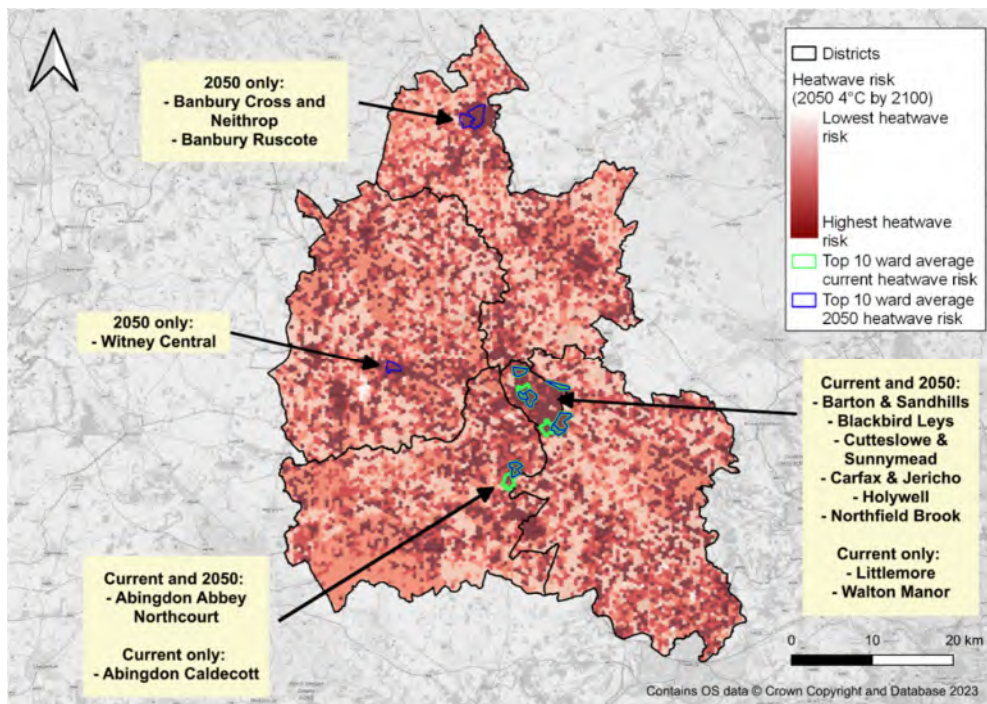 2050 only:
- Banbury Cross and
Neithrop
- Banbury Ruscote
Districts
Heatwave risk
(2050 4°C by 2100)
Lowest heatwave
risk
Highest heatwave
risk
Top 10 ward average
current heatwave risk
Top 10 ward average
2050 heatwave risk
2050 only:
- Witney Central
Current and 2050:
- Barton & Sandhills
- Blackbird Leys
- Cutteslowe &
Sunnymead
- Carfax & Jericho
- Holywell
- Northfield Brook
Current only:
- Littlemore
- Walton Manor
Current and 2050:
- Abingdon Abbey
Northcourt
Current only:
- Abingdon Caldecott
0 10 20 km
Contains OS data © Crown Copyright and Database 2023